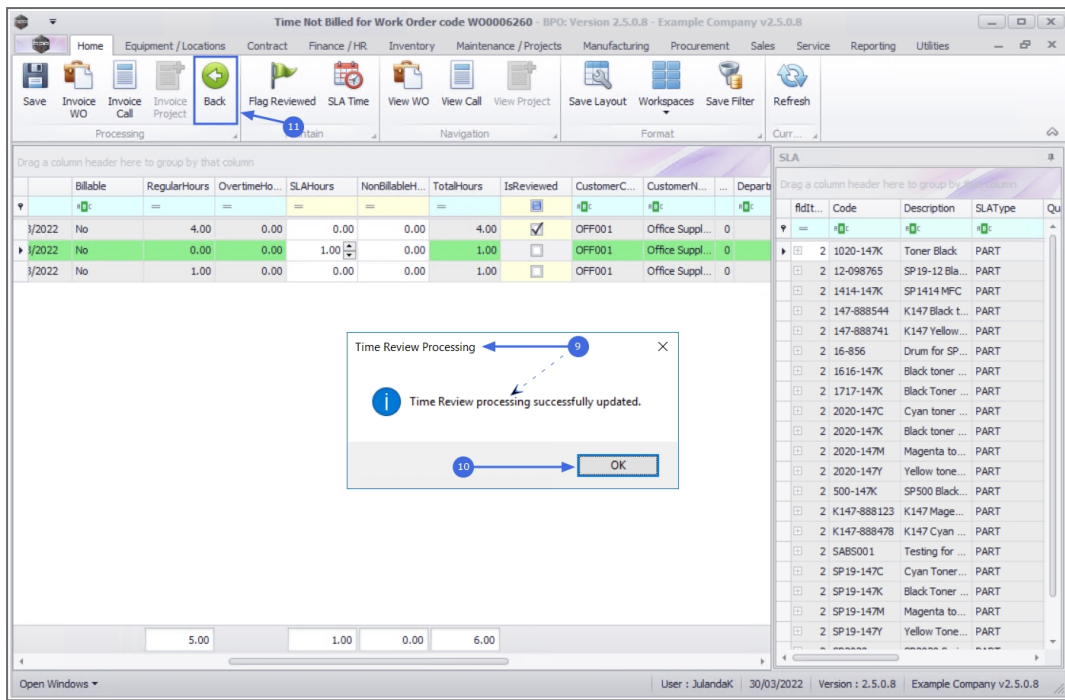 Time Not Billed for Work Order code WO0006260 - BPO: Version 2.5.0.8 - Example Company v2.5.0.8
Home Equipment / Locations Contract Finance / HR Inventory Maintenance / Projects Manufacturing Procurement Sales Service Reporting Utilities
Save Invoice WO Invoice Call Invoice Project Back Flag Reviewed SLA Time View WO View Call View Project Save Layout Workspaces Save Filter Refresh
11
Processing ntain Navigation Format Curr...
Drag a column header here to group by that column
Billable RegularHours OvertimeHo... SLAHours NonBillableH... TotalHours IsReviewed CustomerC... CustomerN... ... Departi
3/2022 No 4.00 0.00 0.00 0.00 4.00 OFF001 Office Suppl... 0
3/2022 No 0.00 0.00 1.00 0.00 1.00 OFF001 Office Suppl... 0
3/2022 No 1.00 0.00 0.00 0.00 1.00 OFF001 Office Suppl... 0
Time Review Processing 9
Time Review processing successfully updated.
10 OK
5.00 1.00 0.00 6.00
SLA
Drag a column header here to group by that column
fldIt... Code Description SLAType Qu
2 1020-147K Toner Black PART
2 12-098765 SP19-12 Bla... PART
2 1414-147K SP1414 MFC PART
2 147-888544 K147 Black t... PART
2 147-888741 K147 Yellow... PART
2 16-856 Drum for SP... PART
2 1616-147K Black toner ... PART
2 1717-147K Black Toner ... PART
2 2020-147C Cyan toner ... PART
2 2020-147K Black toner ... PART
2 2020-147M Magenta to... PART
2 2020-147Y Yellow tone... PART
2 500-147K SP500 Black... PART
2 K147-888123 K147 Mage... PART
2 K147-888478 K147 Cyan ... PART
2 SABS001 Testing for ... PART
2 SP19-147C Cyan Toner... PART
2 SP19-147K Black Toner ... PART
2 SP19-147M Magenta to... PART
2 SP19-147Y Yellow Tone... PART
Open Windows User : JulandaK 30/03/2022 Version : 2.5.0.8 Example Company v2.5.0.8